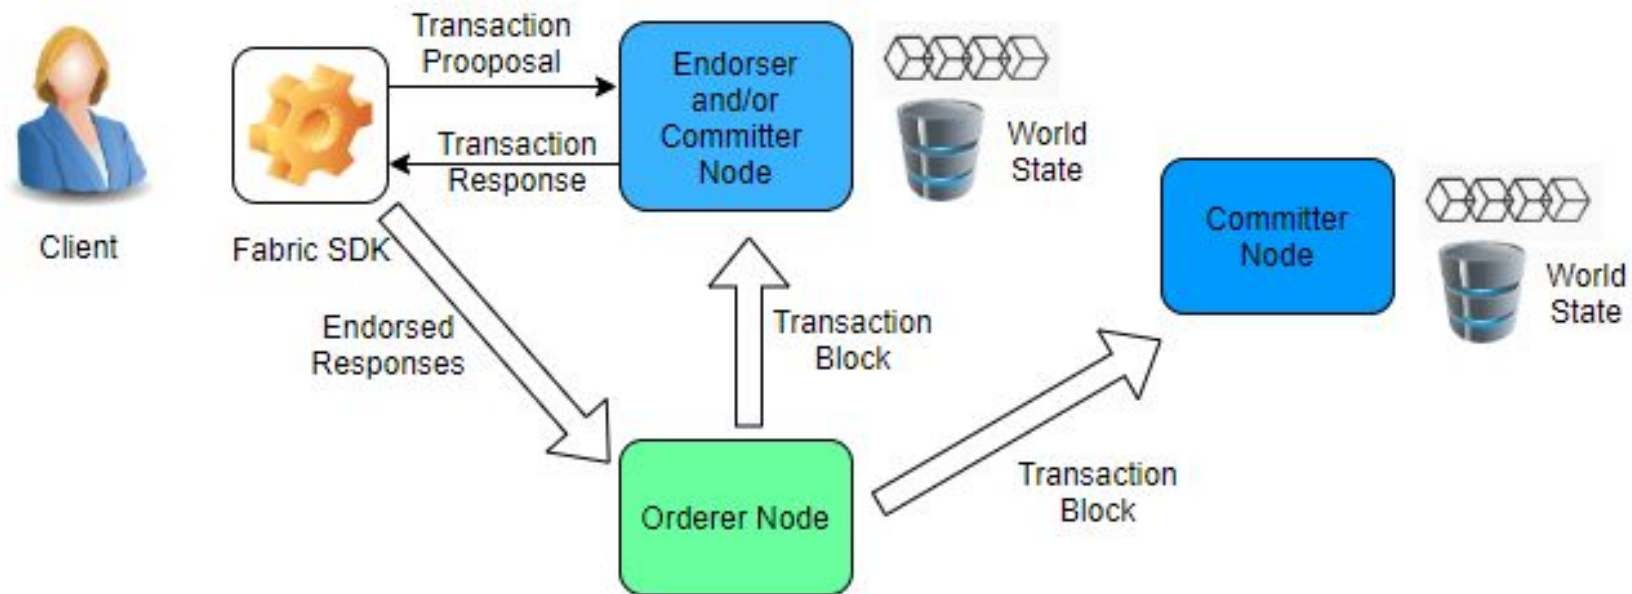 Transaction
Prooposal
Endorser
and/or
Committer
Node
Transaction
Response
World
State
Client
Fabric SDK
Committer
Node
World
State
Endorsed
Responses
Transaction
Block
Transaction
Block
Orderer Node